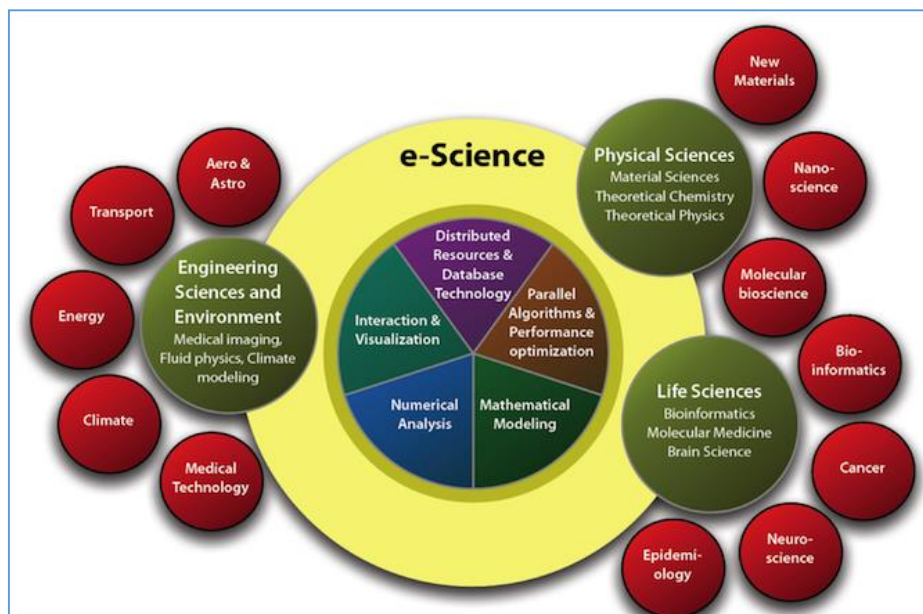 e-Science
Distributed
Resources &
Database
Technology
Parallel
Algorithms &
Performance
optimization
Mathematical
Modeling
Numerical
Analysis
Interaction &
Visualization
Engineering
Sciences and
Environment
Medical imaging,
Fluid physics, Climate
modeling
Aero &
Astro
Transport
Energy
Climate
Medical
Technology
Physical Sciences
Material Sciences
Theoretical Chemistry
Theoretical Physics
New
Materials
Nano-
science
Molecular
bioscience
Life Sciences
Bioinformatics
Molecular Medicine
Brain Science
Bio-
informatics
Cancer
Neuro-
science
Epidemi-
ology